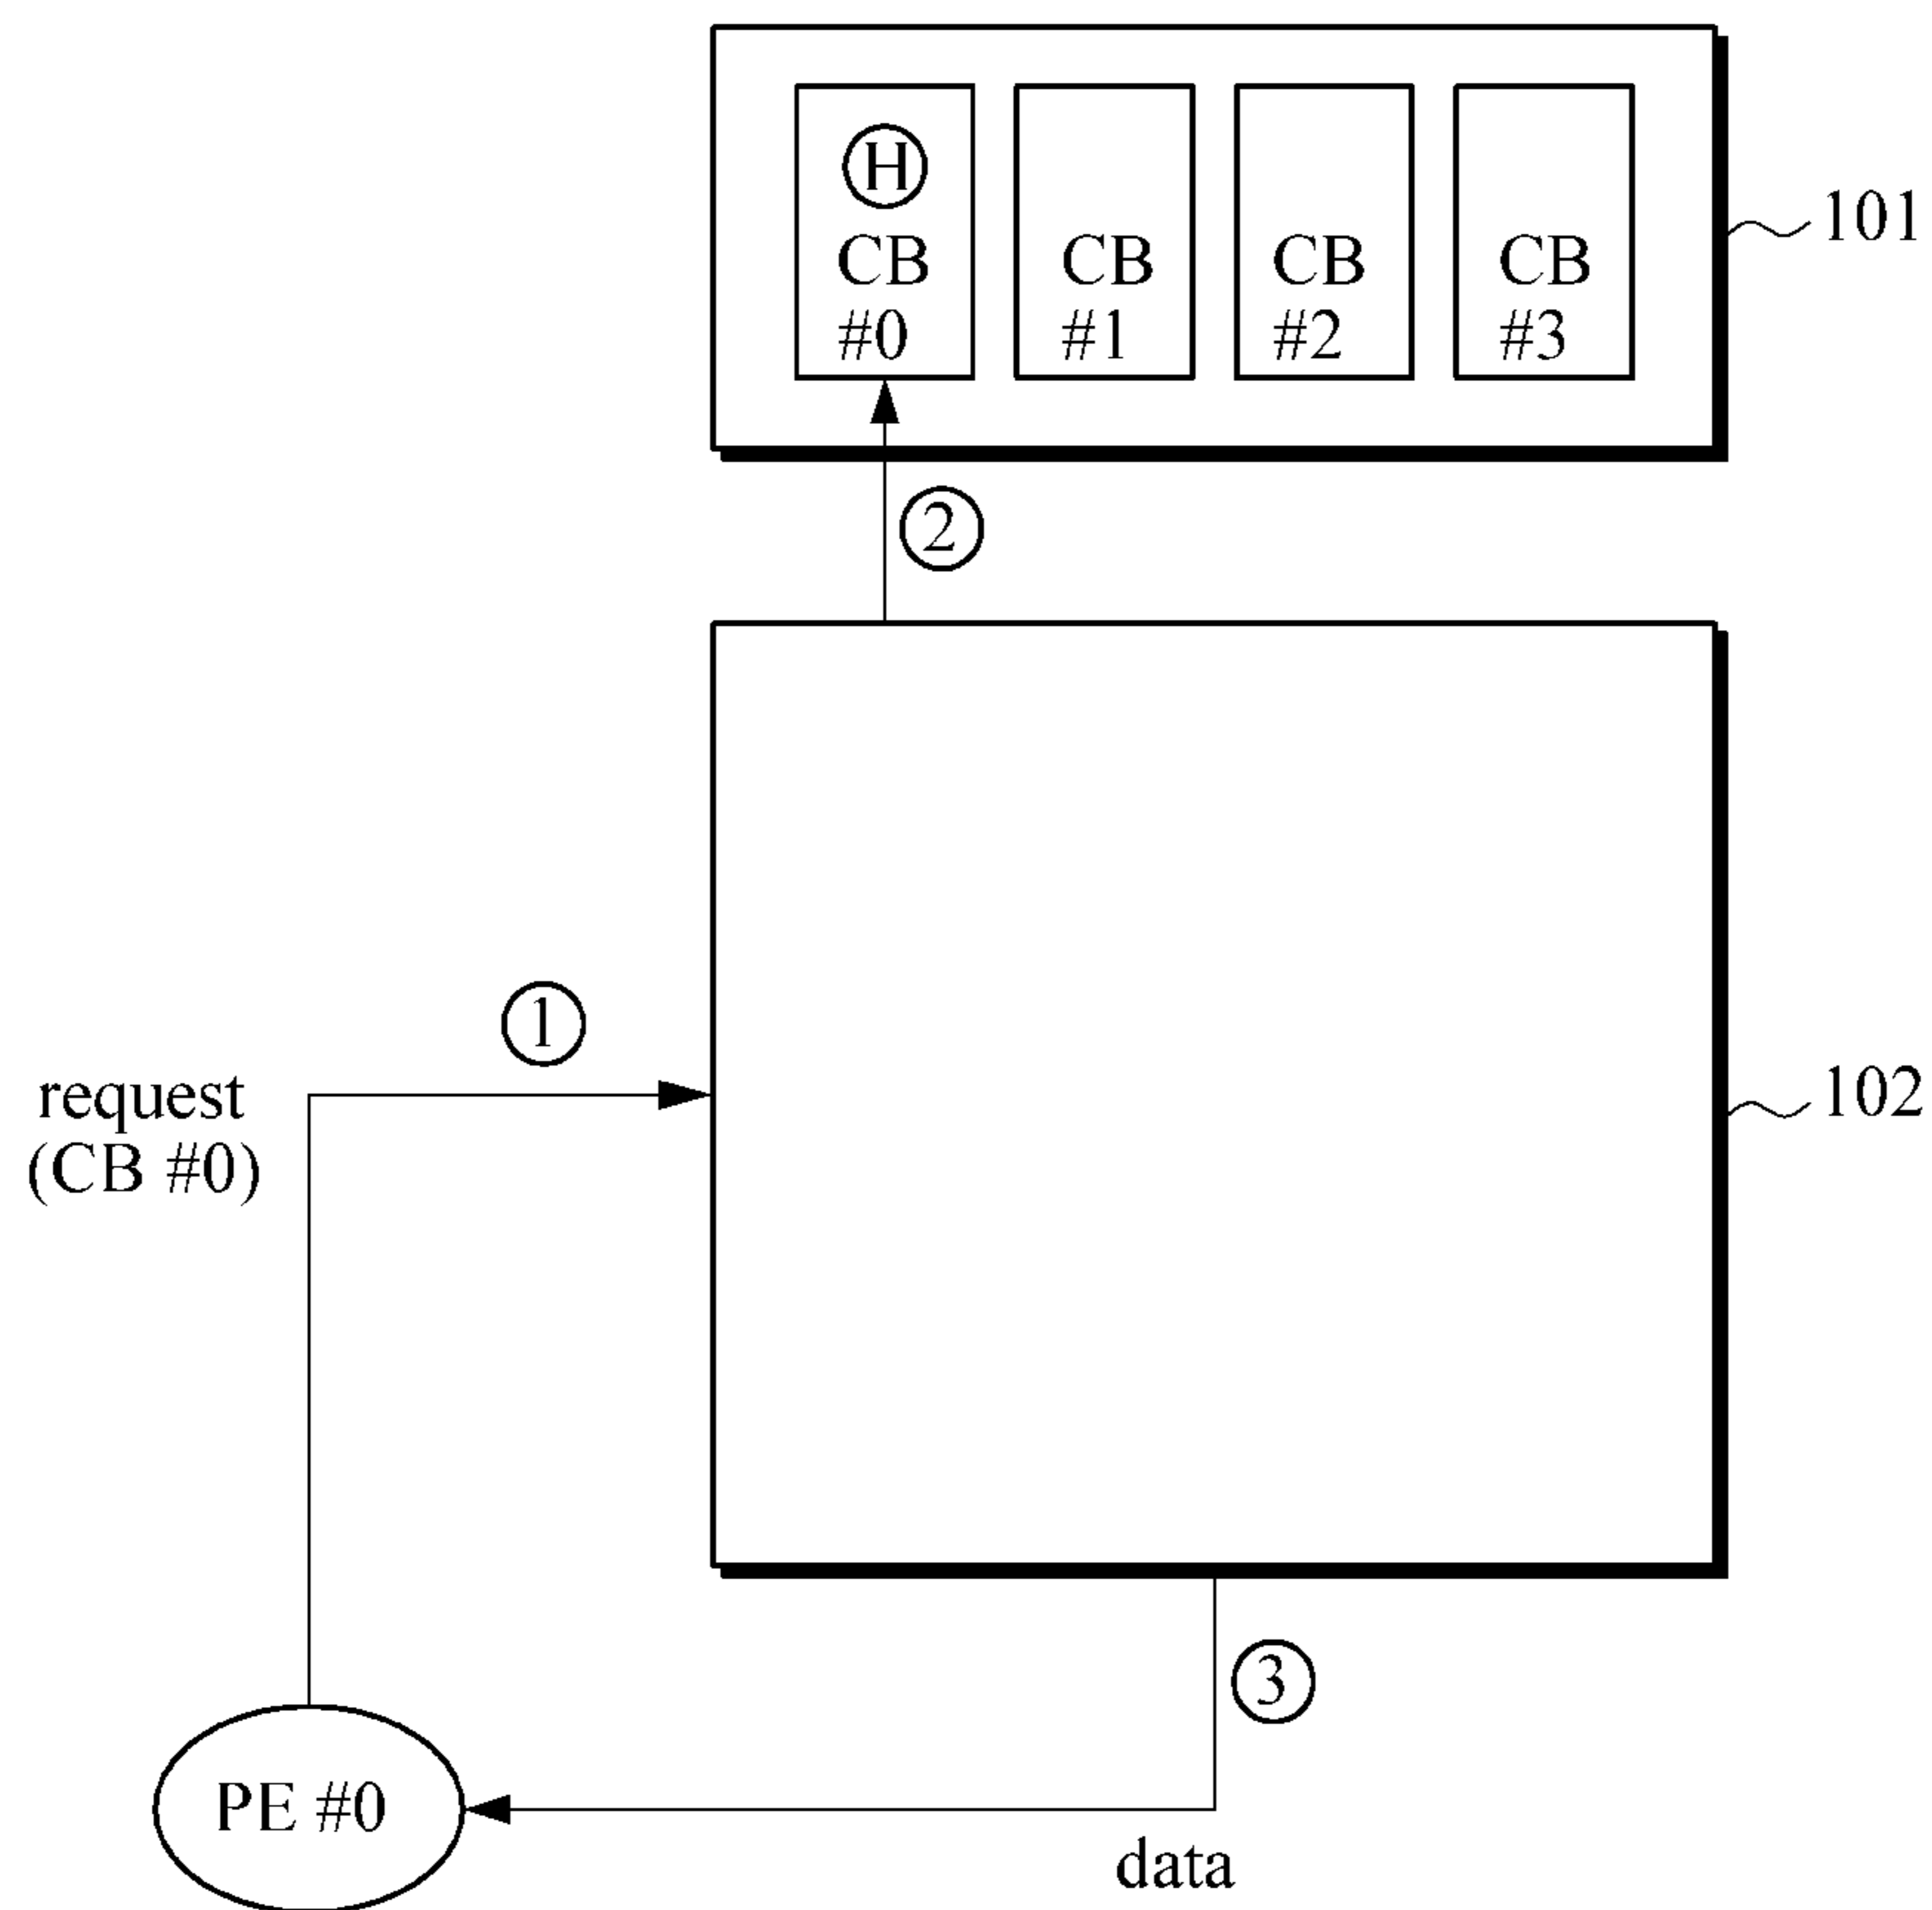 H
CB CB CB CB
#0 #1 #2 #3
101
2
1
request
(CB #0)
102
3
PE #0
data